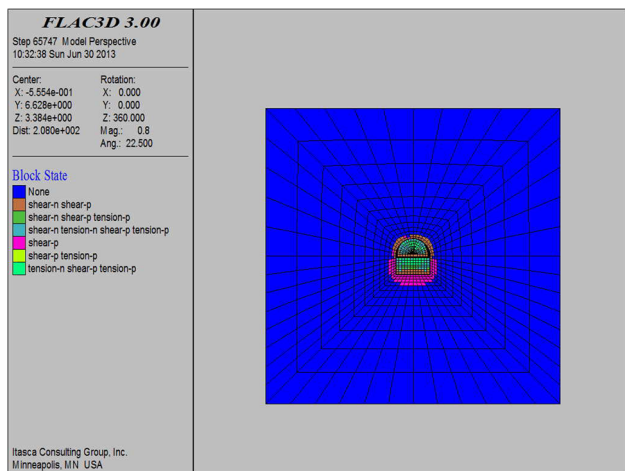 FLAC3D 3.00
Step 65747 Model Perspective
10:32:38 Sun Jun 30 2013
Center: Rotation:
X: -5.554e-001 X: 0.000
Y: 6.628e+000 Y: 0.000
Z: 3.384e+000 Z: 360.000
Dist: 2.080e+002 Mag.: 0.8
Ang.: 22.500
Block State
None
shear-n shear-p
shear-n shear-p tension-p
shear-n tension-n shear-p tension-p
shear-p
shear-p tension-p
tension-n shear-p tension-p
Itasca Consulting Group, Inc.
Minneapolis, MN USA